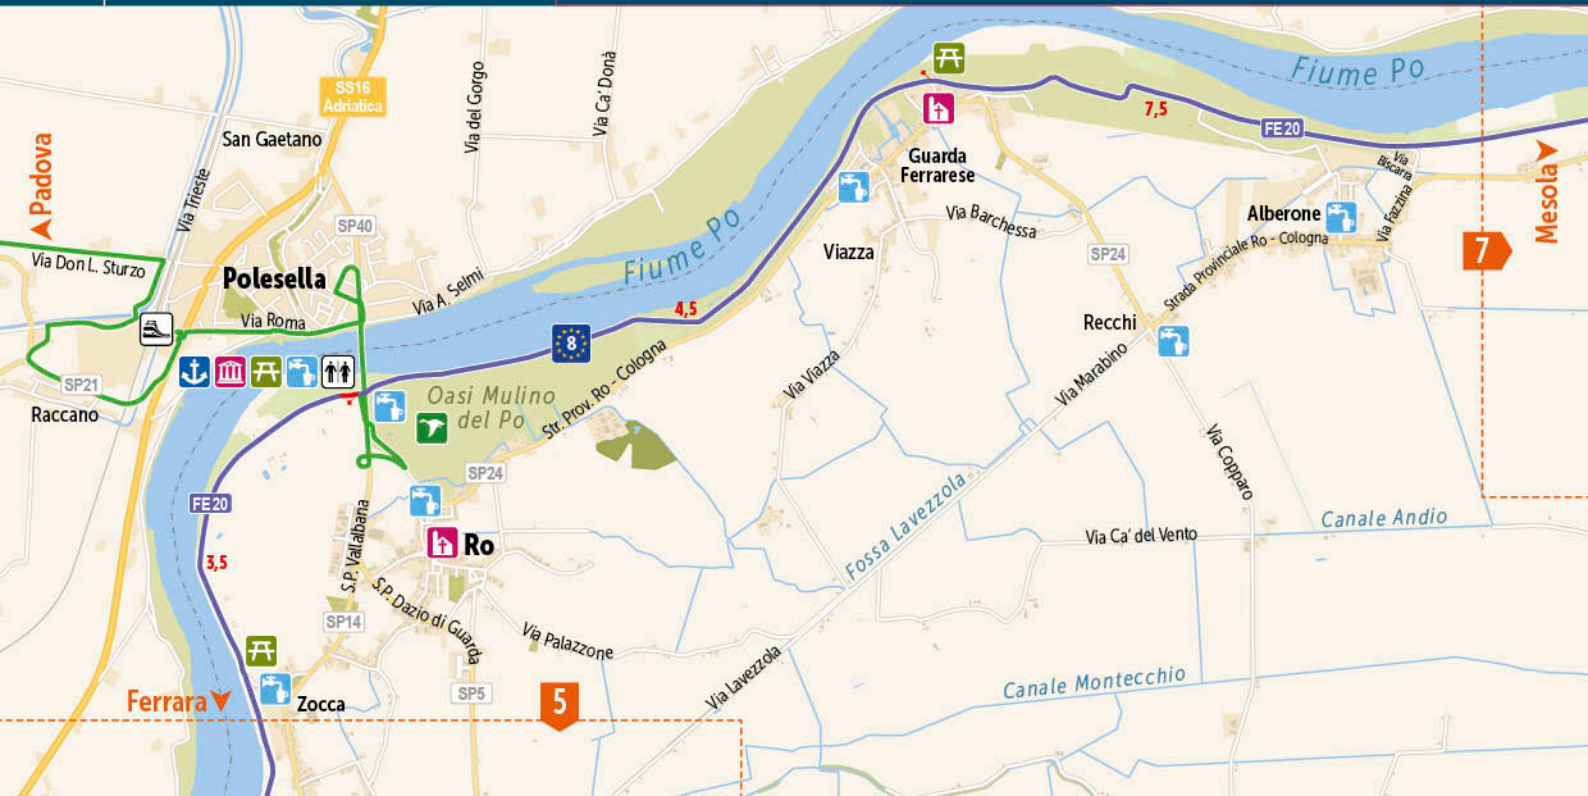 Fiume Po
SS16
Adriatica
Via del Gorgo
Via Ca' Donà
7,5
FE20
San Gaetano
Padova
Via Trieste
Guarda
Ferrarese
Via
Biscaria
Mesola
Via Fazzina
Alberone
SP40
Via Barchessa
Fiume Po
Viazza
SP24
Strada Provinciale Ro - Cologna
7
Via Don L. Sturzo
Polesella
Via A. Selmi
4,5
Via Roma
8
Recchi
SP21
Raccano
Oasi Mulino
del Po
Str. Prov. Ro - Cologna
Via Viazza
Via Marabino
Via Copparo
SP24
FE20
S.P. Vallalbana
Ro
Fossa Lavezzola
Canale Andio
Via Ca' del Vento
3,5
S.P. Dazio di Guarda
SP14
Via Palazzone
Via Lavezzola
Canale Montecchio
SP5
5
Ferrara
Zocca